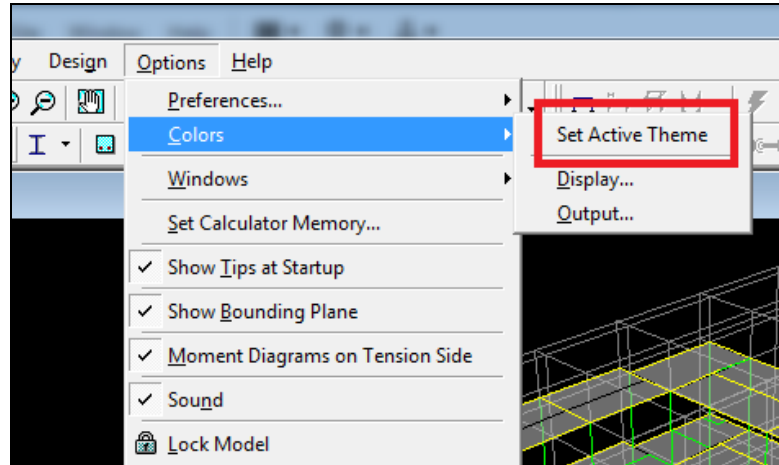 Design Options Help
Preferences...
Colors
Set Active Theme
Windows
Display...
Set Calculator Memory...
Output...
Show Tips at Startup
Show Bounding Plane
Moment Diagrams on Tension Side
Sound
Lock Model